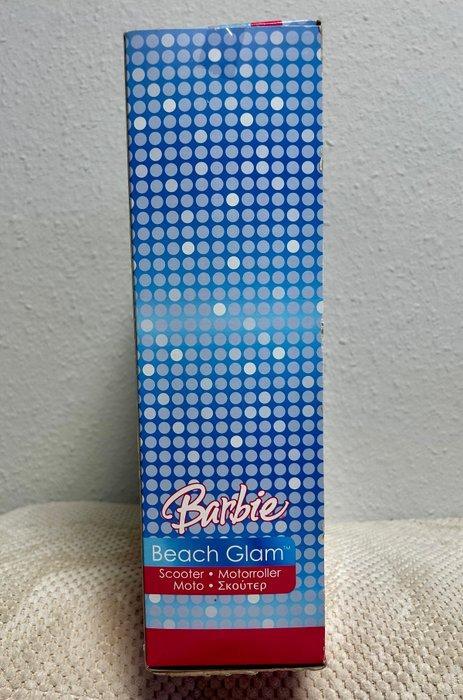 Barbie
Beach Glam™
Scooter • Motorroller
Moto • Σκούτερ